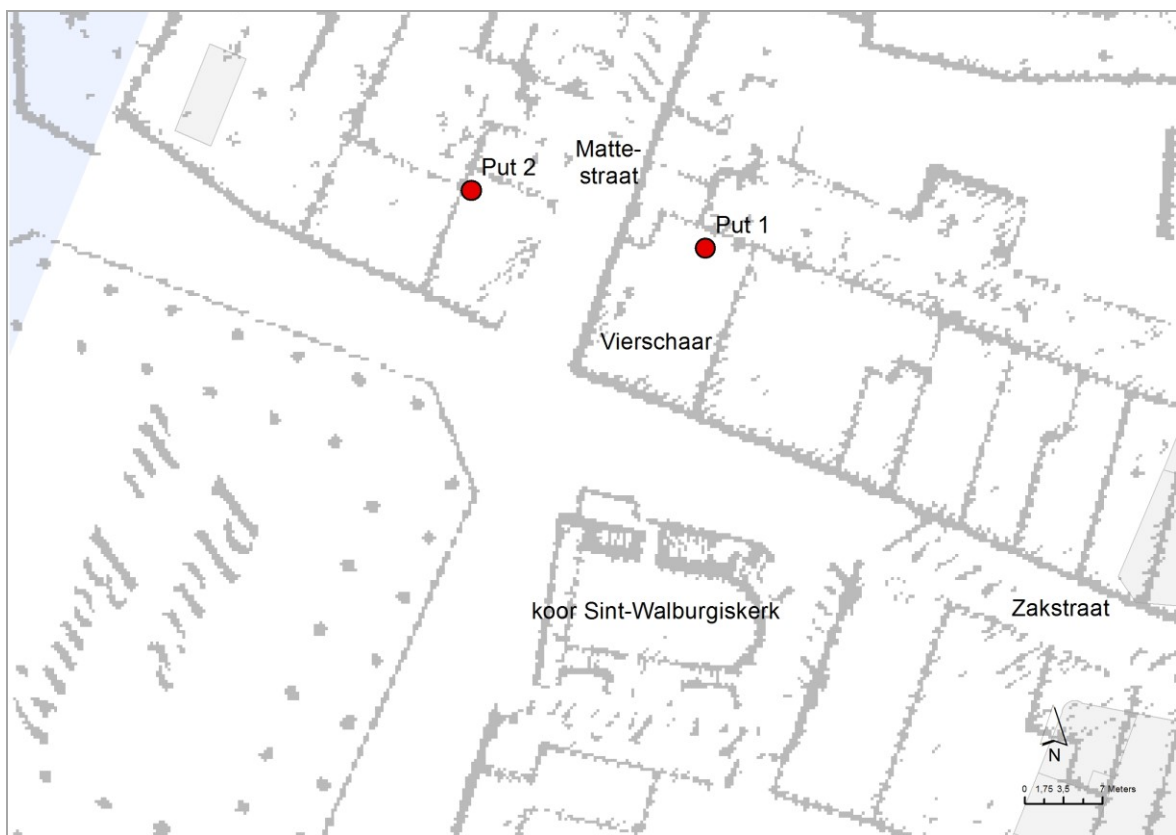 Matte-
straat
Put 2
Put 1
Vierschaar
koor Sint-Walburgiskerk
Zakstraat
N
0 1,75 3,5 7 Meters